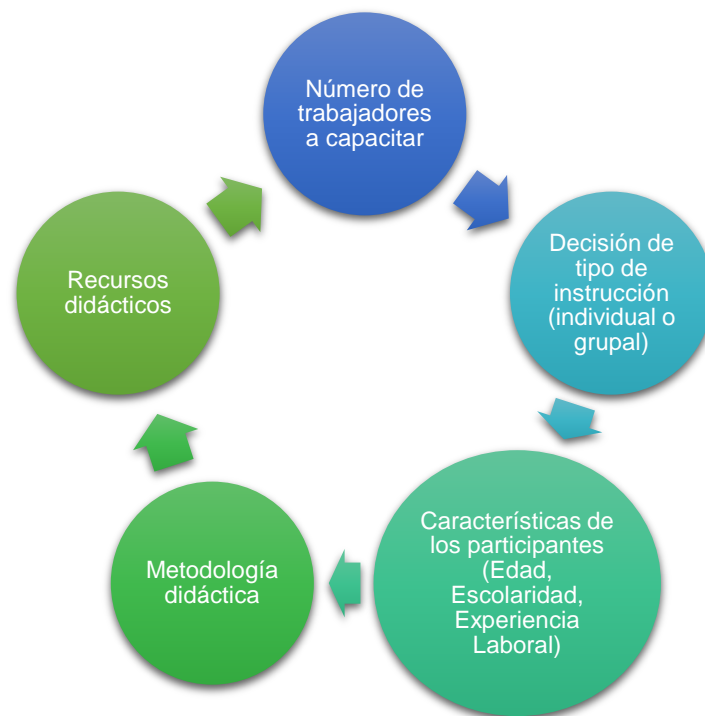 Número de
trabajadores
a capacitar
Decisión de
tipo de
instrucción
(individual o
grupal)
Características de
los participantes
(Edad,
Escolaridad,
Experiencia
Laboral)
Metodología
didáctica
Recursos
didácticos